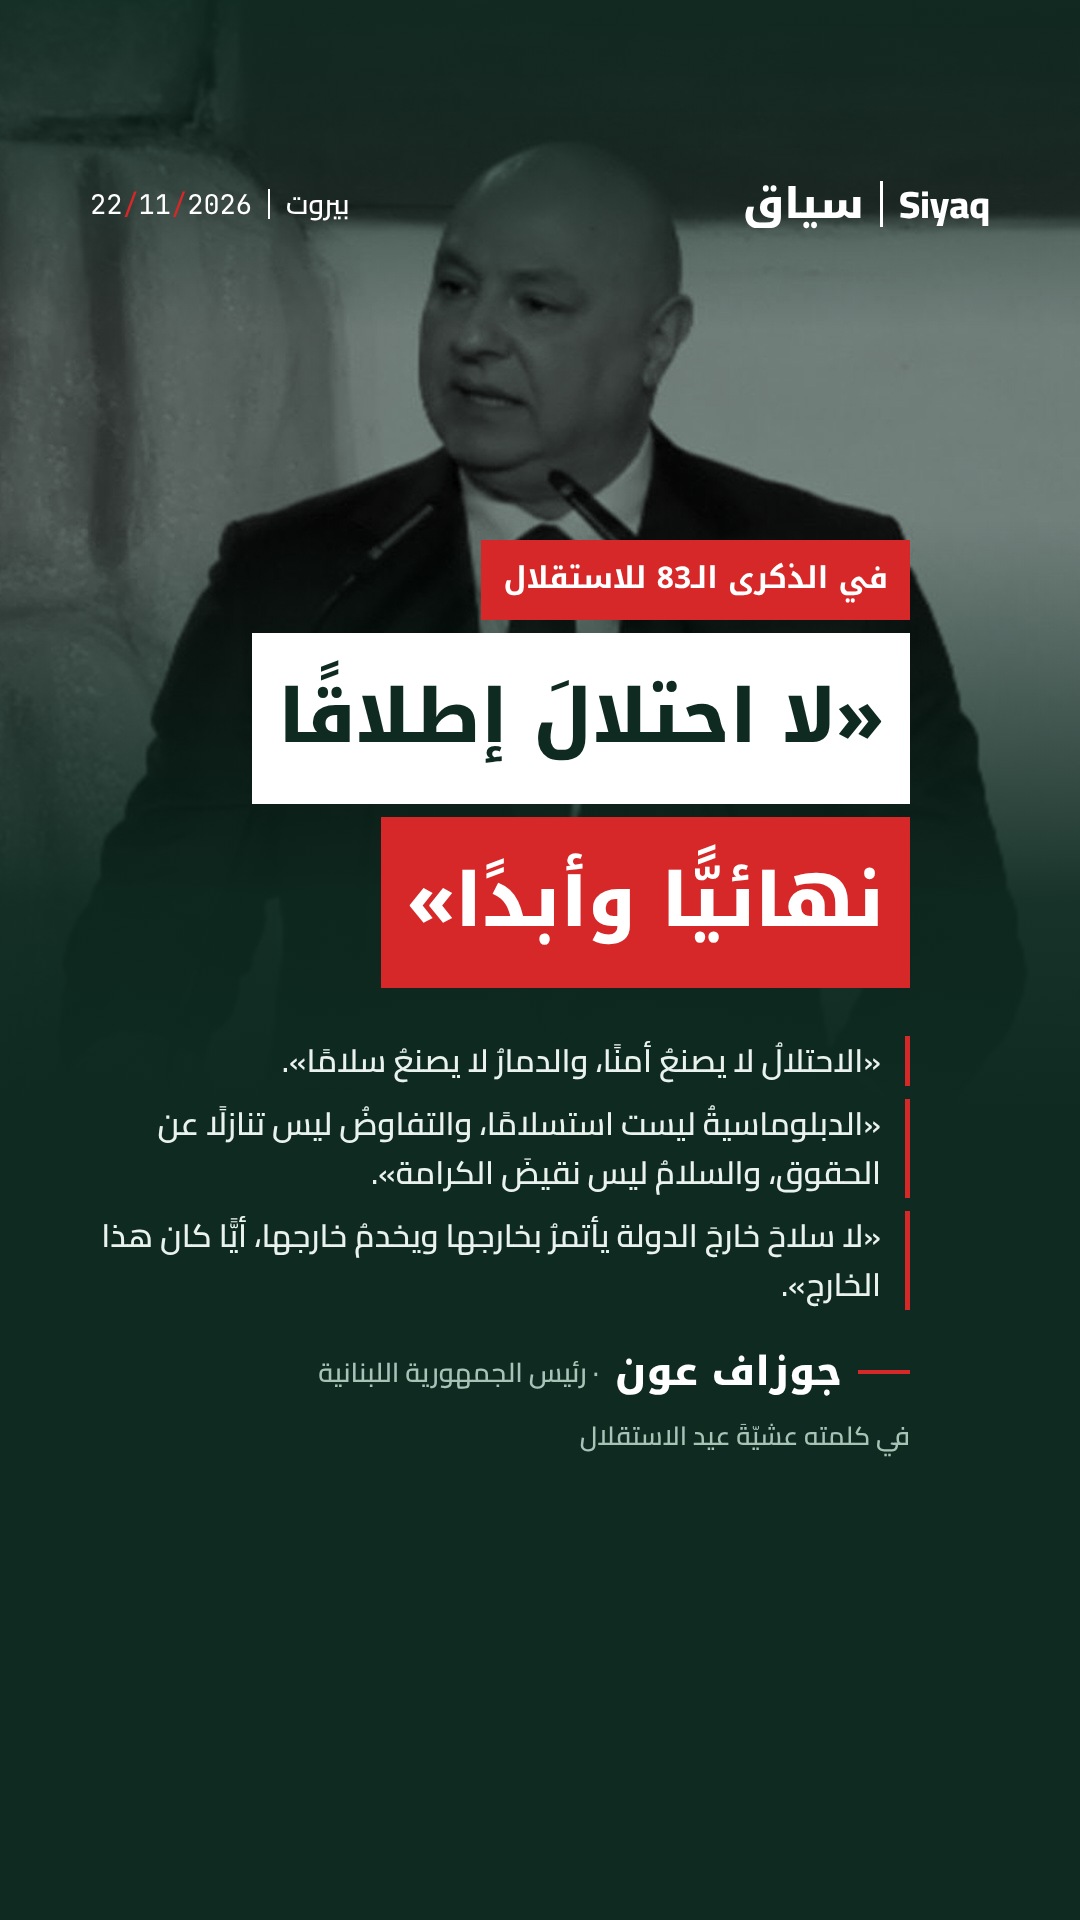 سياق | Siyaq
بيروت | 22/11/2026
في الذكرى الـ83 للاستقلال
«لا احتلالَ إطلاقًا
نهائيًّا وأبدًا»
«الاحتلالُ لا يصنعُ أمنًا، والدمارُ لا يصنعُ سلامًا».
«الدبلوماسيةُ ليست استسلامًا، والتفاوضُ ليس تنازلًا عن
الحقوق، والسلامُ ليس نقيضَ الكرامة».
«لا سلاحَ خارجَ الدولة يأتمرُ بخارجها ويخدمُ خارجها، أيًّا كان هذا
الخارج».
جوزاف عون · رئيس الجمهورية اللبنانية
في كلمته عشيّةَ عيد الاستقلال